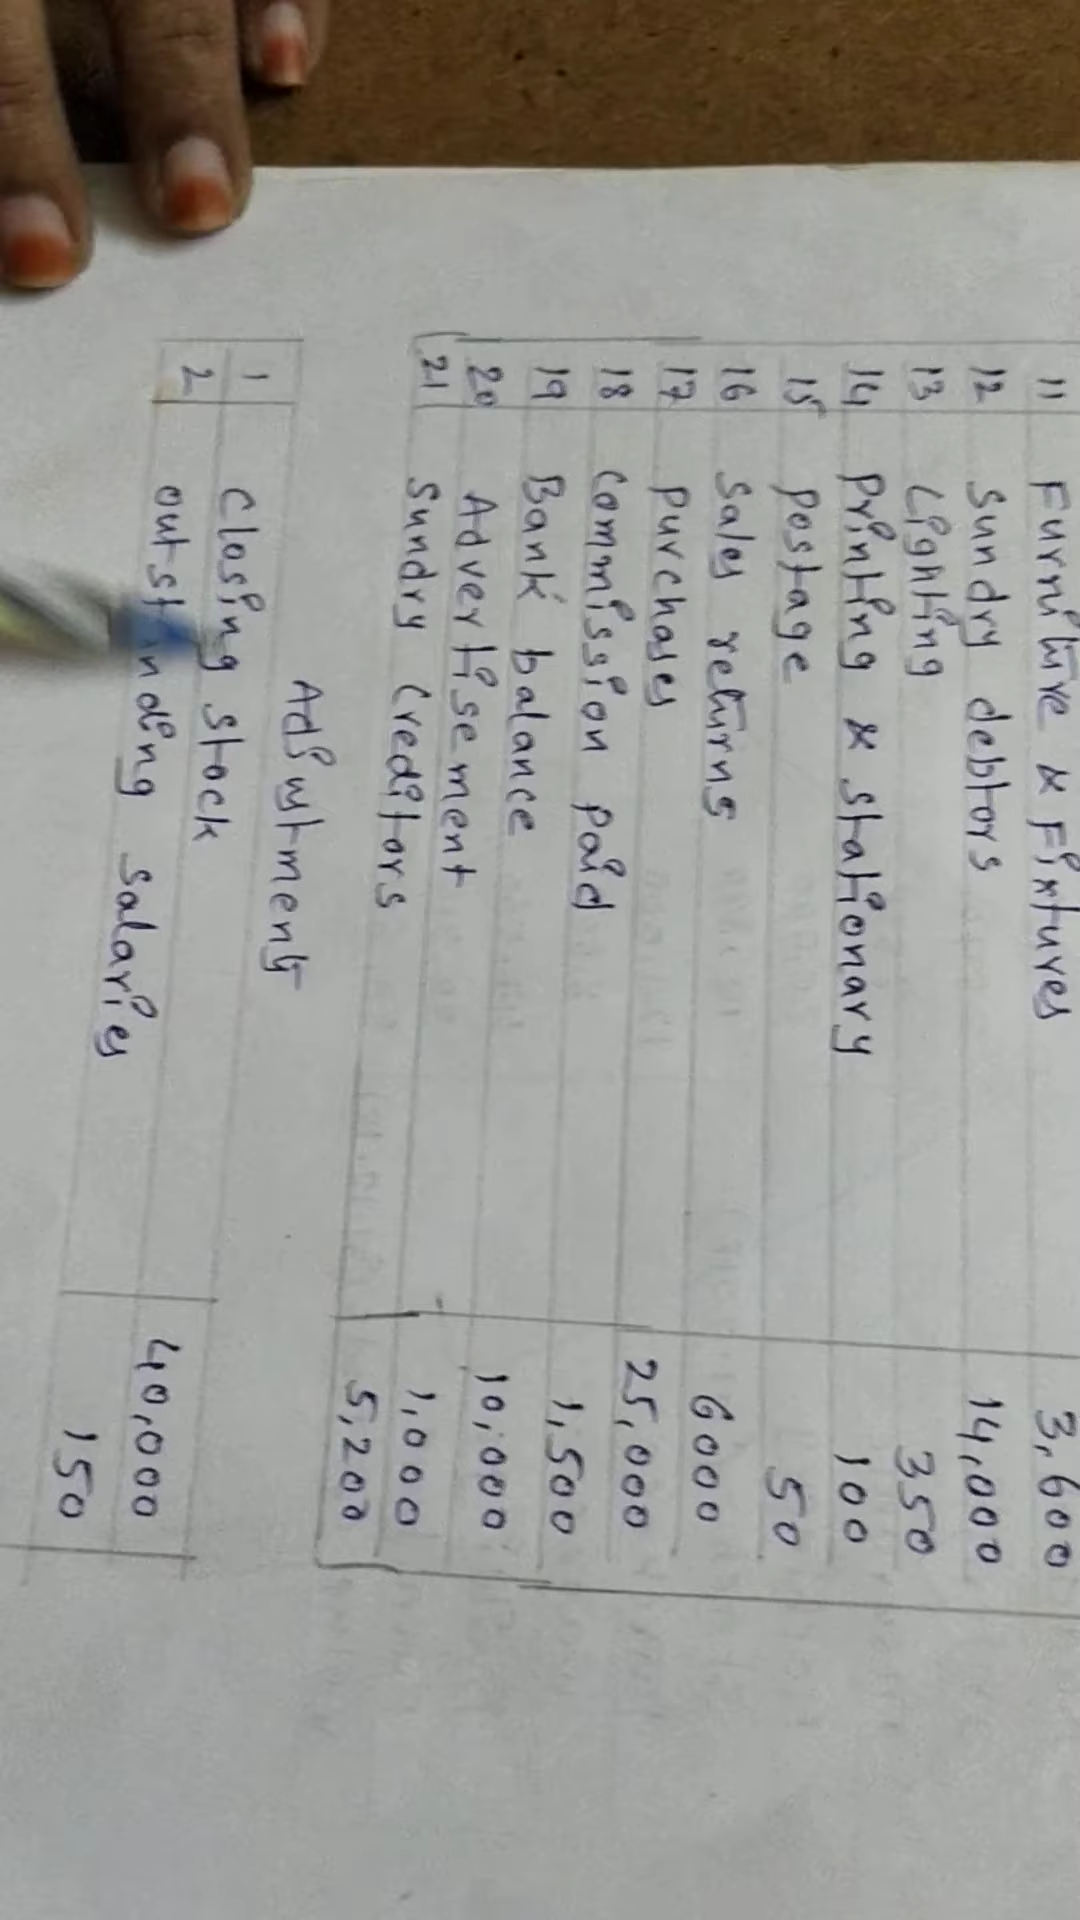 11 Furniture & Fixtures 3,600
12 Sundry debtors 14,000
13 Lighting 350
14 Printing & stationary 100
15 postage 50
16 Sales returns 6000
17 purchases 25,000
18 Commission paid 1,500
19 Bank balance 10,000
20 Advertisement 1,000
21 Sundry Creditors 5,200
Adjustments
1 Closing stock 40,000
2 outstanding salaries 150